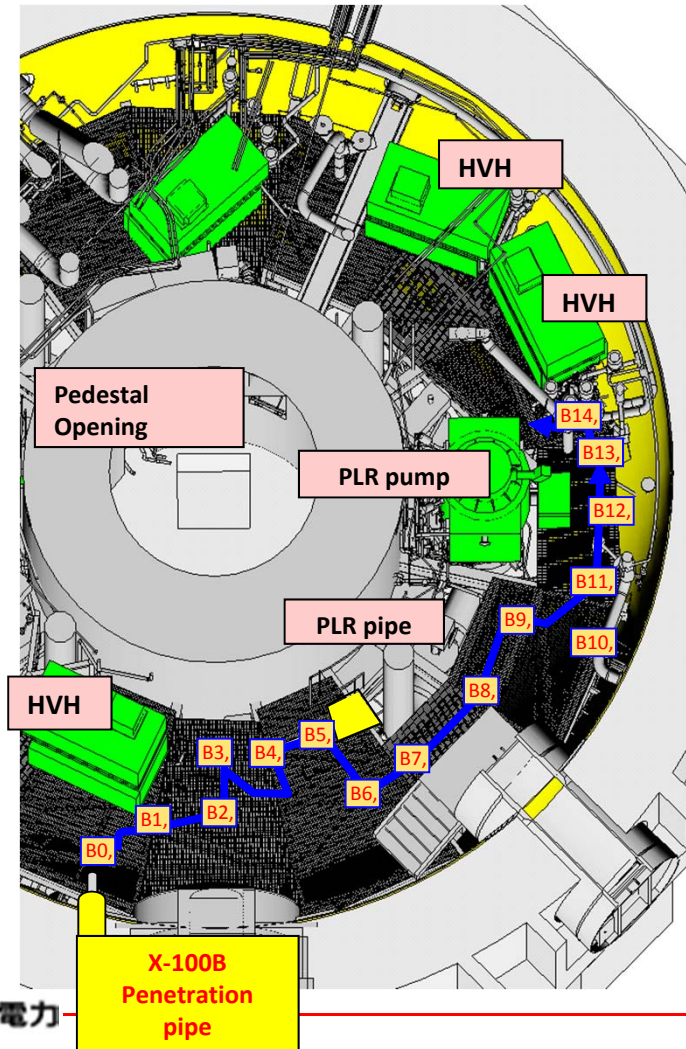 HVH
HVH
Pedestal
Opening
B14,
B13,
PLR pump
B12,
B11,
B9,
PLR pipe
B10,
B8,
HVH
B5,
B3,
B4,
B7,
B6,
B2,
B1,
B0,
X-100B
Penetration
pipe
電力